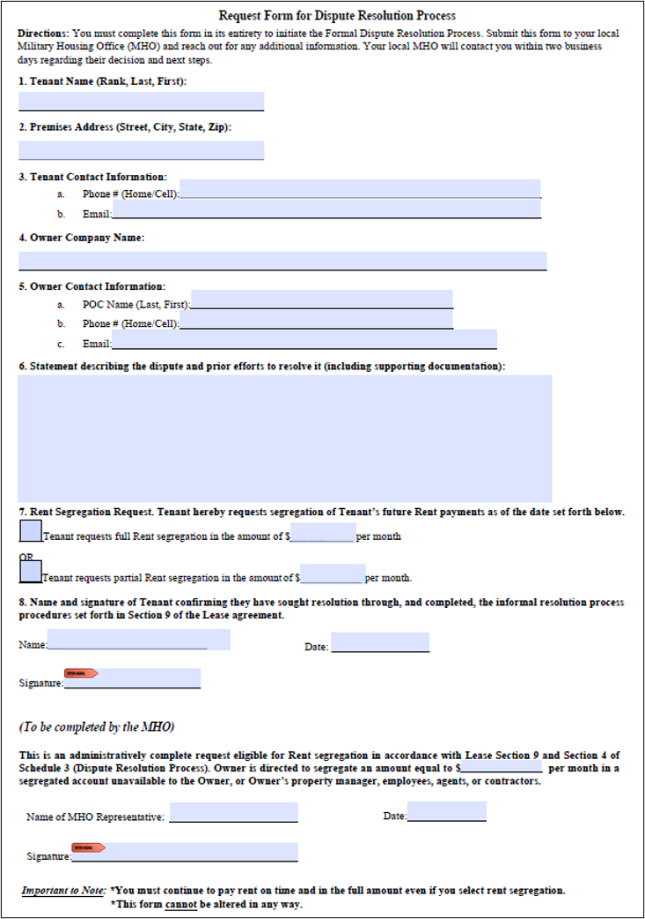 Request Form for Dispute Resolution Process
Directions: You must complete this form in its entirety to initiate the Formal Dispute Resolution Process. Submit this form to your local
Military Housing Office (MHO) and reach out for any additional information. Your local MHO will contact you within two business
days regarding their decision and next steps.
1. Tenant Name (Rank, Last, First):
2. Premises Address (Street, City, State, Zip):
3. Tenant Contact Information:
a. Phone # (Home/Cell):
b. Email:
4. Owner Company Name:
5. Owner Contact Information:
a. POC Name (Last, First):
b. Phone # (Home/Cell):
c. Email:
6. Statement describing the dispute and prior efforts to resolve it (including supporting documentation):
7. Rent Segregation Request. Tenant hereby requests segregation of Tenant's future Rent payments as of the date set forth below.
Tenant requests full Rent segregation in the amount of $ per month
OR
Tenant requests partial Rent segregation in the amount of $ per month.
8. Name and signature of Tenant confirming they have sought resolution through, and completed, the informal resolution process
procedures set forth in Section 9 of the Lease agreement.
Name: Date:
Signature:
(To be completed by the MHO)
This is an administratively complete request eligible for Rent segregation in accordance with Lease Section 9 and Section 4 of
Schedule 3 (Dispute Resolution Process). Owner is directed to segregate an amount equal to $ per month in a
segregated account unavailable to the Owner, or Owner's property manager, employees, agents, or contractors.
Name of MHO Representative: Date:
Signature:
Important to Note: *You must continue to pay rent on time and in the full amount even if you select rent segregation.
*This form cannot be altered in any way.